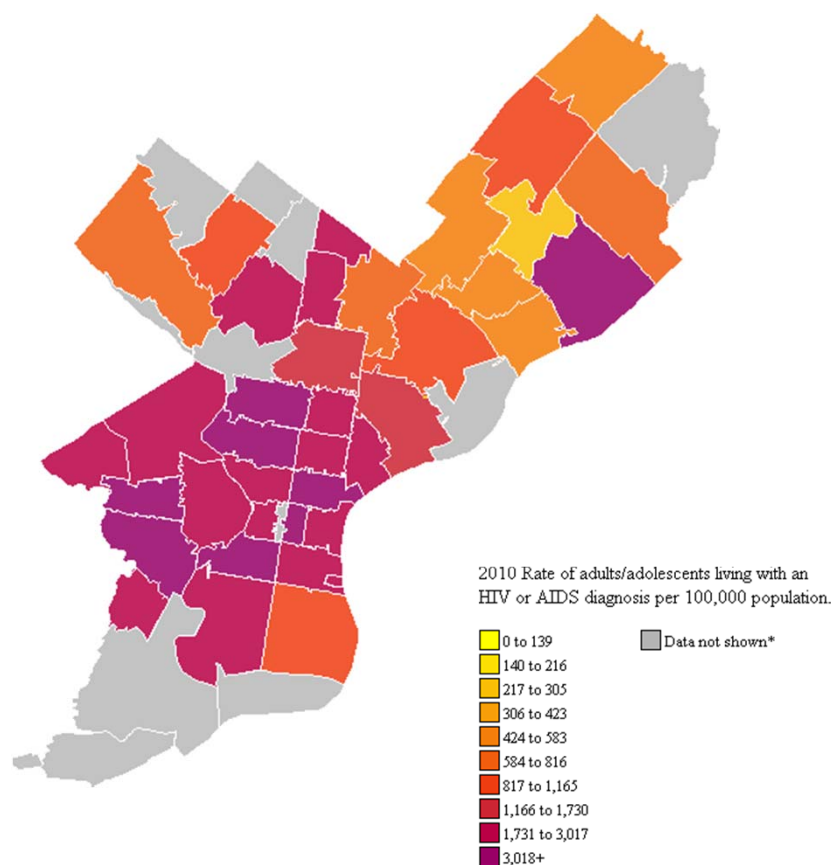 2010 Rate of adults/adolescents living with an
HIV or AIDS diagnosis per 100,000 population.
0 to 139
Data not shown*
140 to 216
217 to 305
306 to 423
424 to 583
584 to 816
817 to 1,165
1,166 to 1,730
1,731 to 3,017
3,018+